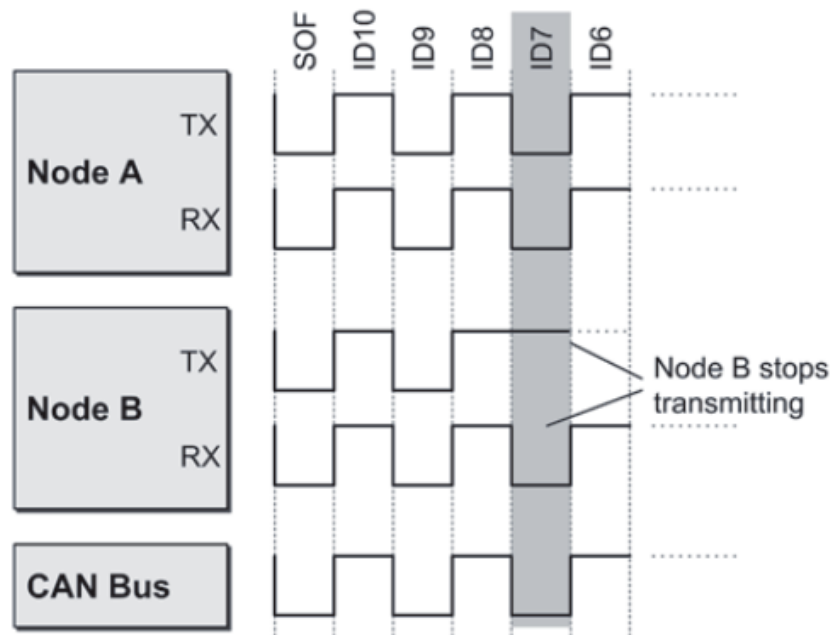 SOF
ID10
ID9
ID8
ID7
ID6
TX
Node A
RX
TX
Node B
RX
Node B stops
transmitting
CAN Bus